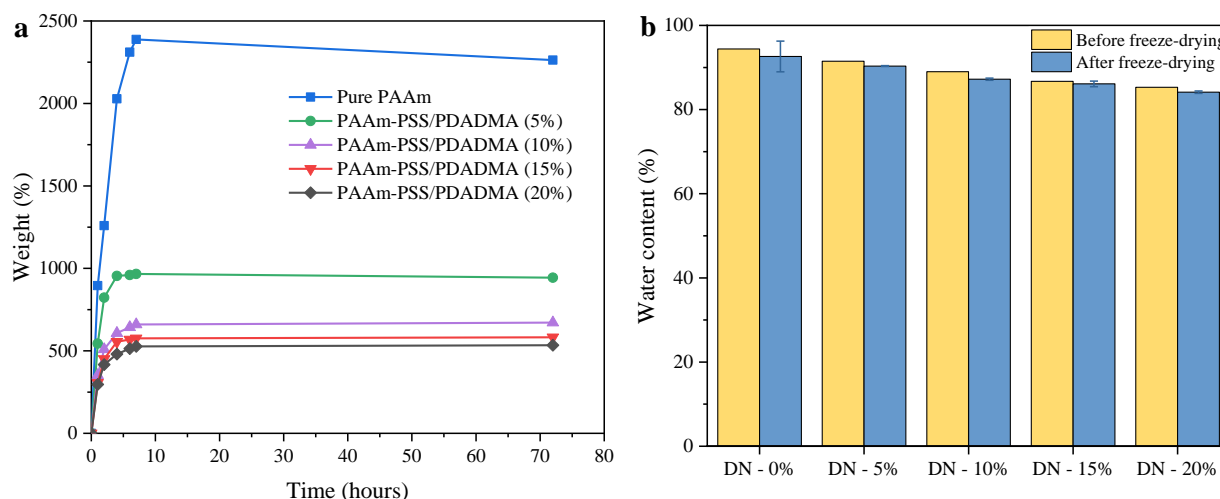 a
2500
2000
1500
1000
500
0
Weight (%)
0 10 20 30 40 50 60 70 80
Time (hours)
Pure PAAm
PAAm-PSS/PDADMA (5%)
PAAm-PSS/PDADMA (10%)
PAAm-PSS/PDADMA (15%)
PAAm-PSS/PDADMA (20%)
b
100
80
60
40
20
0
Water content (%)
Before freeze-drying
After freeze-drying
DN - 0% DN - 5% DN - 10% DN - 15% DN - 20%